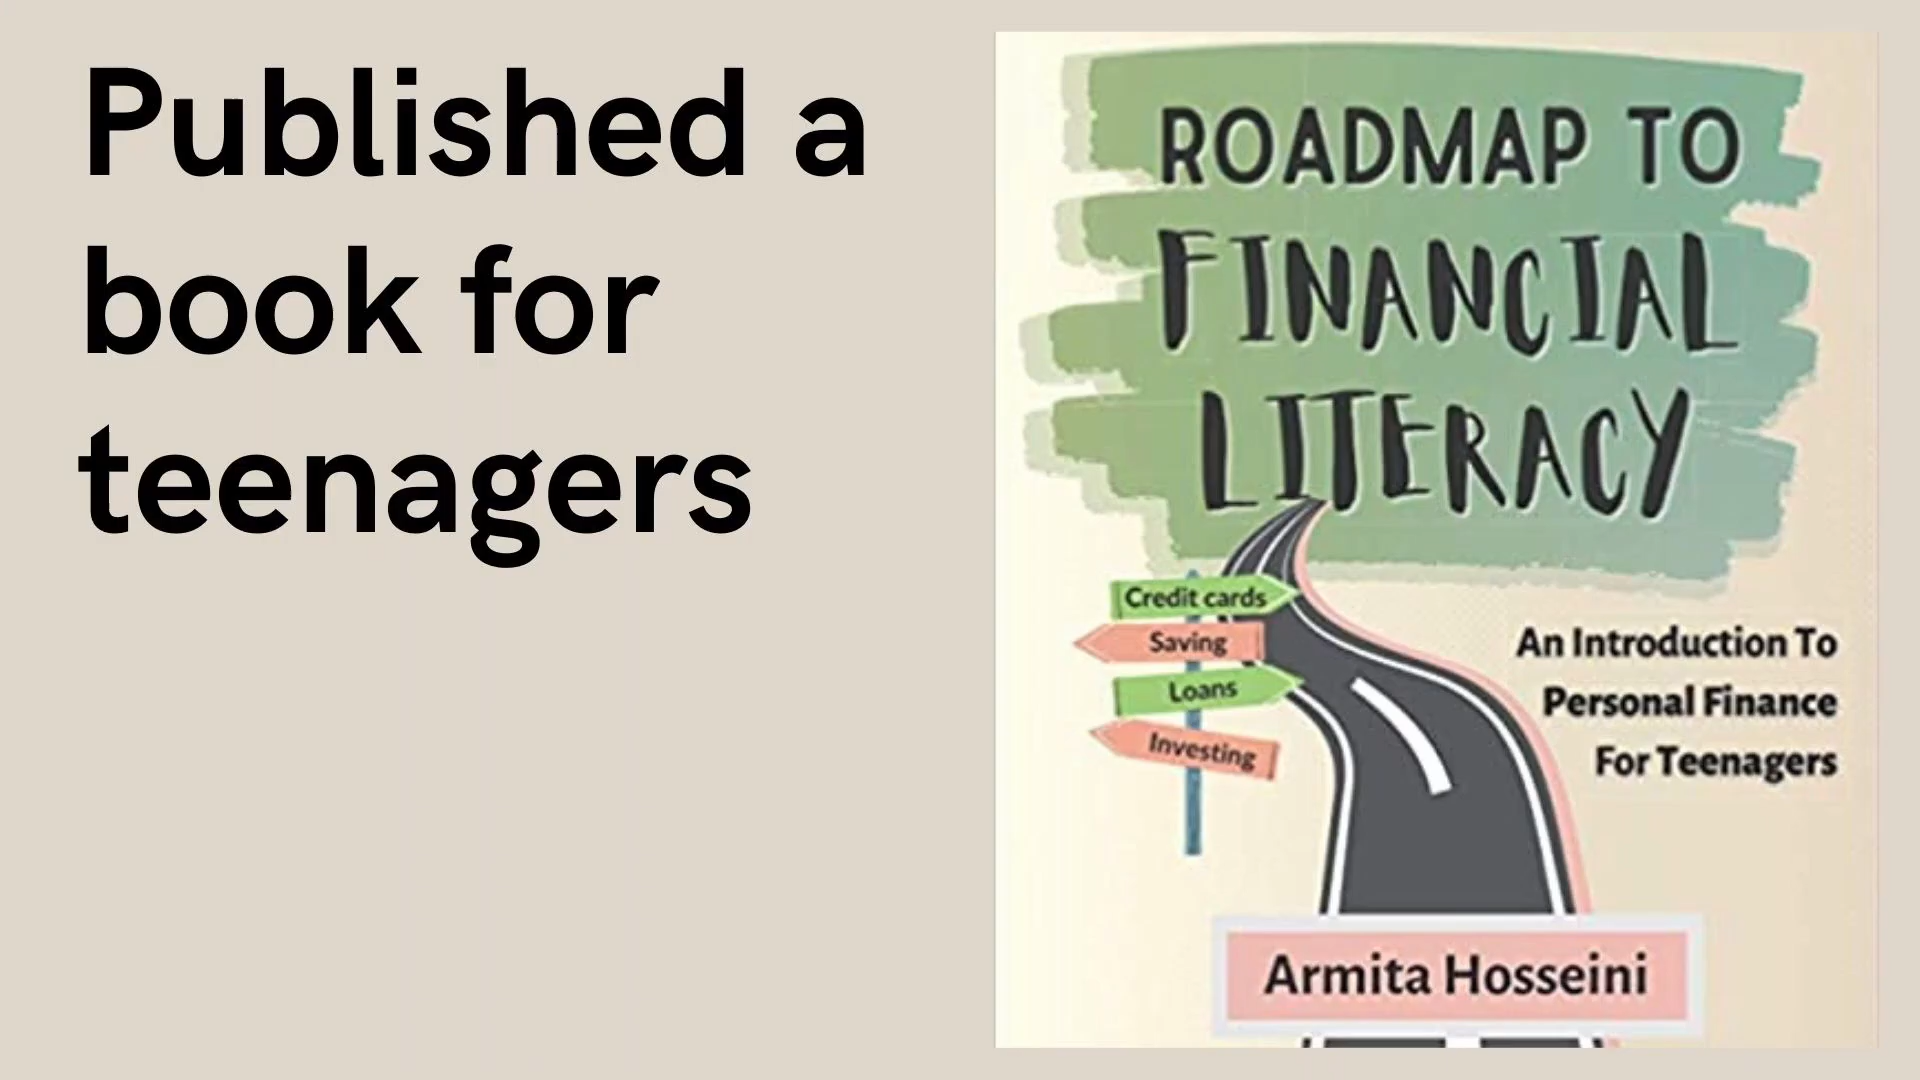 Published a
book for
teenagers
ROADMAP TO
FINANCIAL
LITERACY
Credit cards
Saving
Loans
Investing
An Introduction To
Personal Finance
For Teenagers
Armita Hosseini